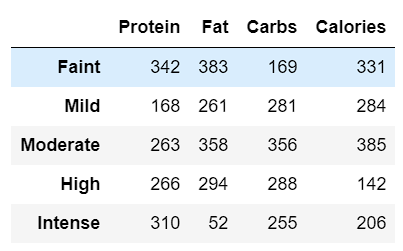 Protein Fat Carbs Calories
Faint 342 383 169 331
Mild 168 261 281 284
Moderate 263 358 356 385
High 266 294 288 142
Intense 310 52 255 206